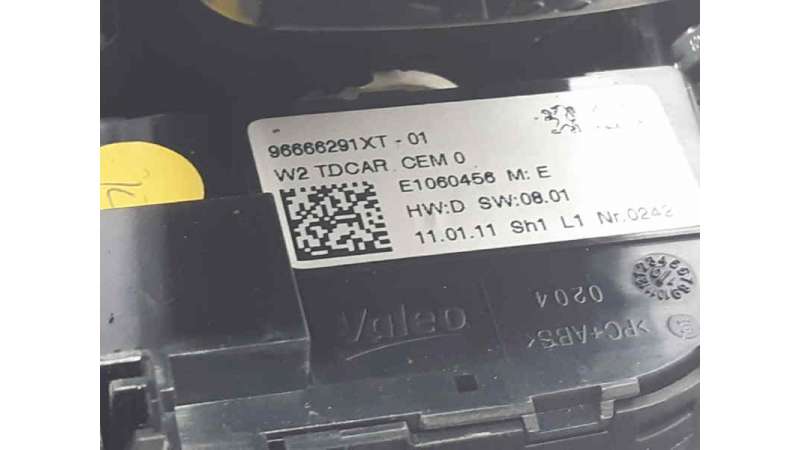 96666291XT - 01
W2 TDCAR CEM 0
E1060456 M: E
HW:D SW:08.01
11.01.11 Sh1 L1 Nr.0242
Valeo
0204
>PC+ABS<